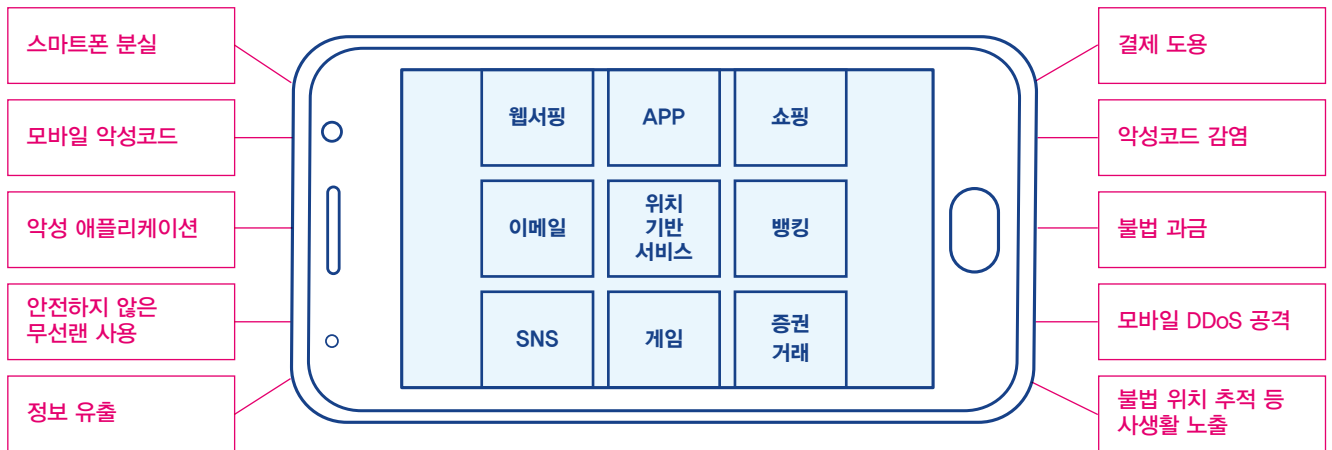 스마트폰 분실
모바일 악성코드
악성 애플리케이션
안전하지 않은
무선랜 사용
정보 유출
웹서핑
APP
쇼핑
이메일
위치
기반
서비스
뱅킹
SNS
게임
증권
거래
결제 도용
악성코드 감염
불법 과금
모바일 DDoS 공격
불법 위치 추적 등
사생활 노출